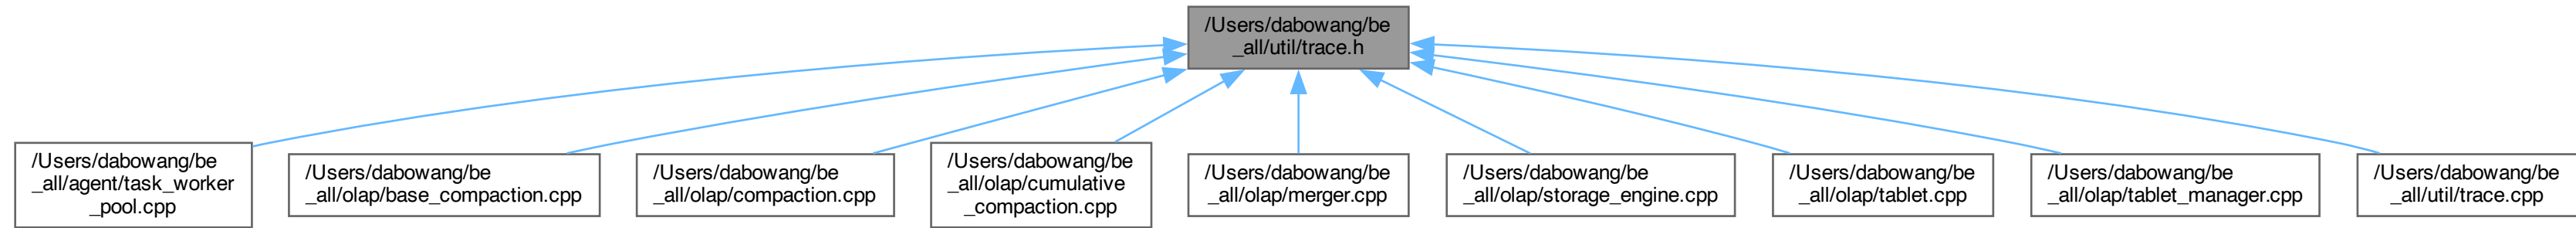 /Users/dabowang/be
_all/util/trace.h
/Users/dabowang/be
_all/agent/task_worker
_pool.cpp
/Users/dabowang/be
_all/olap/base_compaction.cpp
/Users/dabowang/be
_all/olap/compaction.cpp
/Users/dabowang/be
_all/olap/cumulative
_compaction.cpp
/Users/dabowang/be
_all/olap/merger.cpp
/Users/dabowang/be
_all/olap/storage_engine.cpp
/Users/dabowang/be
_all/olap/tablet.cpp
/Users/dabowang/be
_all/olap/tablet_manager.cpp
/Users/dabowang/be
_all/util/trace.cpp